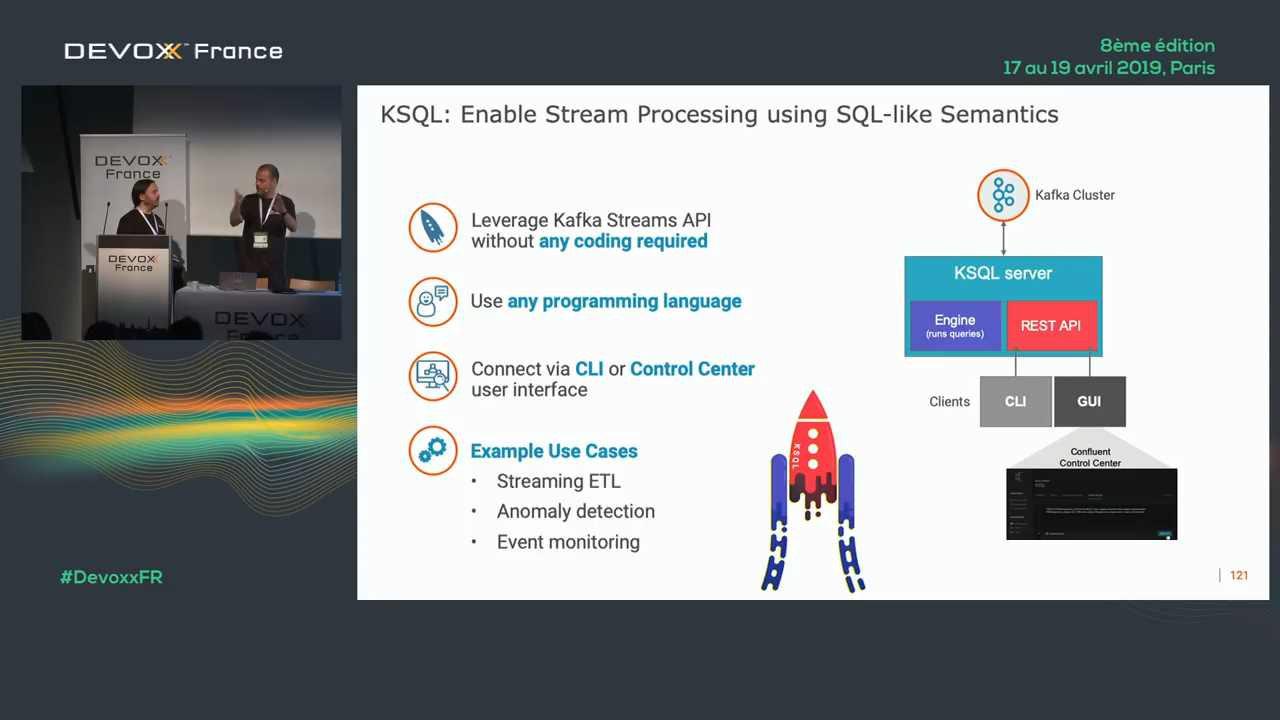 DEVOXX™ France
8ème édition
17 au 19 avril 2019, Paris
DEVOXX
France
DEVOXX
France
DEVOXX
#DevoxxFR
KSQL: Enable Stream Processing using SQL-like Semantics
Leverage Kafka Streams API
without any coding required
Use any programming language
Connect via CLI or Control Center
user interface
Example Use Cases
• Streaming ETL
• Anomaly detection
• Event monitoring
KSQL
Kafka Cluster
KSQL server
Engine
(runs queries)
REST API
Clients
CLI
GUI
Confluent
Control Center
121